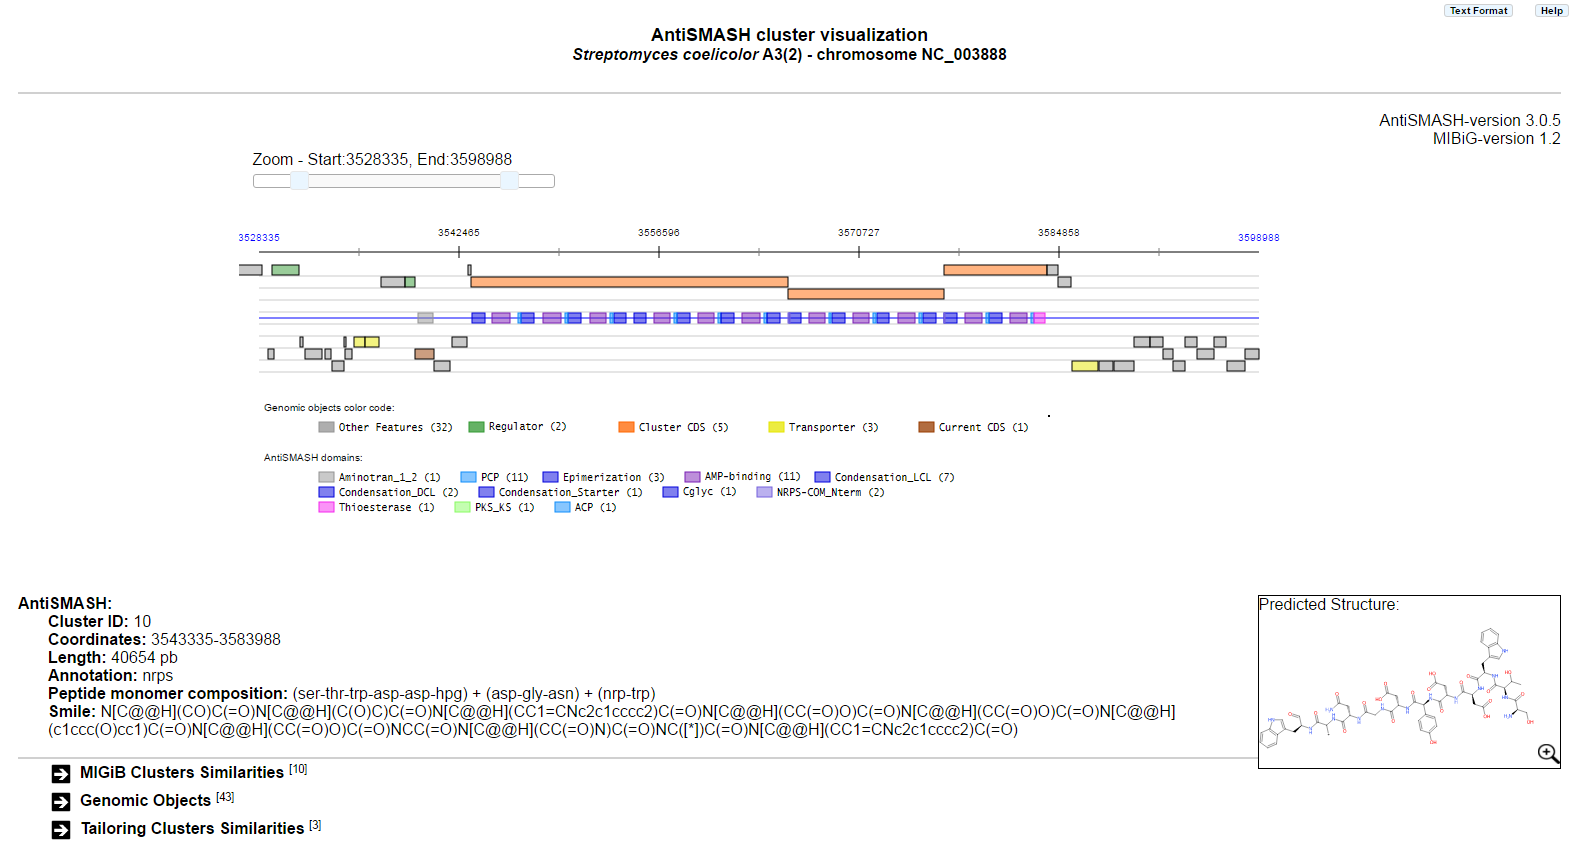 Text Format Help
AntiSMASH cluster visualization
Streptomyces coelicolor A3(2) - chromosome NC_003888
AntiSMASH-version 3.0.5
MIBiG-version 1.2
Zoom - Start:3528335, End:3598988
3528335 3542465 3556596 3570727 3584858 3598988
Genomic objects color code:
Other Features (32) Regulator (2) Cluster CDS (5) Transporter (3) Current CDS (1)
AntiSMASH domains:
Aminotran_1_2 (1) PCP (11) Epimerization (3) AMP-binding (11) Condensation_LCL (7)
Condensation_DCL (2) Condensation_Starter (1) Cglyc (1) NRPS-COM_Nterm (2)
Thioesterase (1) PKS_KS (1) ACP (1)
AntiSMASH:
Cluster ID: 10
Coordinates: 3543335-3583988
Length: 40654 pb
Annotation: nrps
Peptide monomer composition: (ser-thr-trp-asp-asp-hpg) + (asp-gly-asn) + (nrp-trp)
Smile: N[C@@H](CO)C(=O)N[C@@H](C(O)C)C(=O)N[C@@H](CC1=CNc2c1cccc2)C(=O)N[C@@H](CC(=O)O)C(=O)N[C@@H](CC(=O)O)C(=O)N[C@@H]
(c1ccc(O)cc1)C(=O)N[C@@H](CC(=O)O)C(=O)NCC(=O)N[C@@H](CC(=O)N)C(=O)NC([*])C(=O)N[C@@H](CC1=CNc2c1cccc2)C(=O)
Predicted Structure:
MIGiB Clusters Similarities [10]
Genomic Objects [43]
Tailoring Clusters Similarities [3]